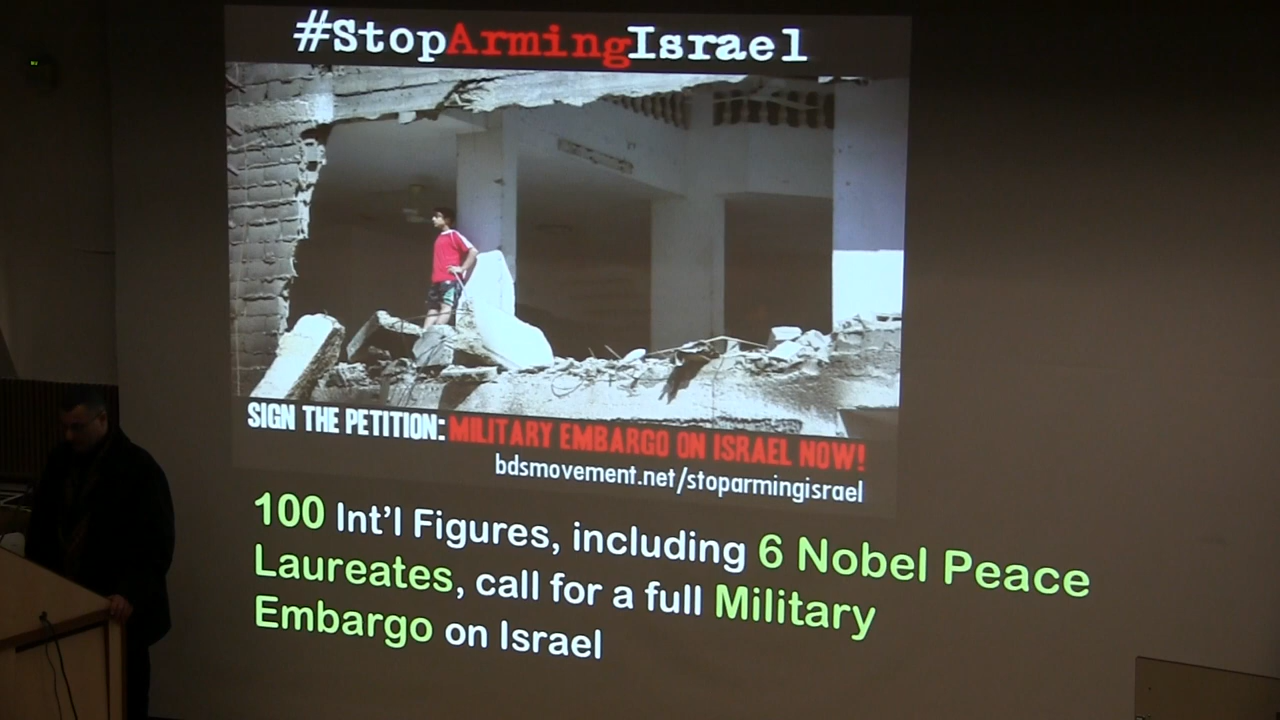 #StopArmingIsrael
SIGN THE PETITION: MILITARY EMBARGO ON ISRAEL NOW!
bdsmovement.net/stoparmingisrael
100 Int'l Figures, including 6 Nobel Peace
Laureates, call for a full Military
Embargo on Israel